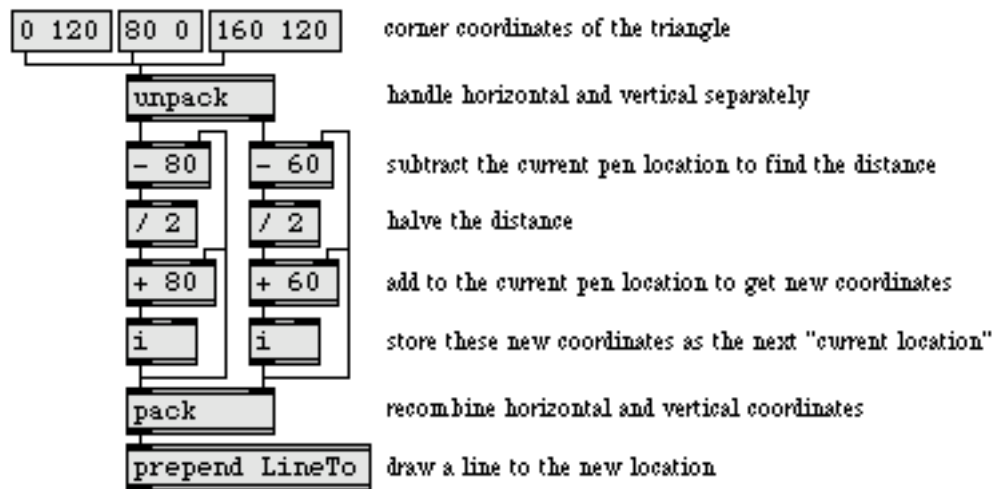 0 120 80 0 160 120 corner coordinates of the triangle
unpack handle horizontal and vertical separately
- 80 - 60 subtract the current pen location to find the distance
/ 2 / 2 halve the distance
+ 80 + 60 add to the current pen location to get new coordinates
i i store these new coordinates as the next "current location"
pack recombine horizontal and vertical coordinates
prepend LineTo draw a line to the new location